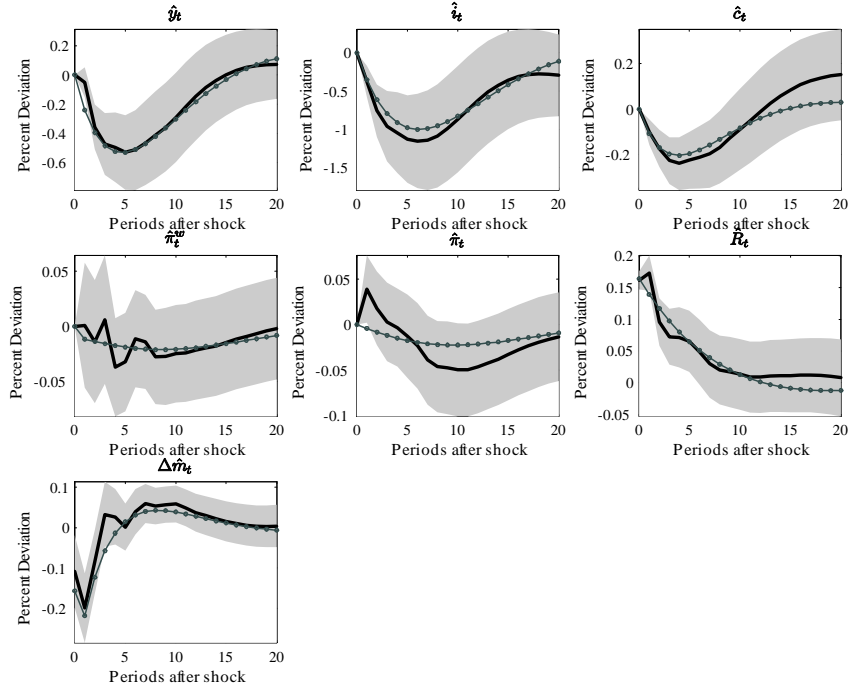 ŷₜ
Percent Deviation
0.2
0
-0.2
-0.4
-0.6
0 5 10 15 20
Periods after shock
îₜ
Percent Deviation
0
-0.5
-1
-1.5
0 5 10 15 20
Periods after shock
ĉₜ
Percent Deviation
0.2
0
-0.2
0 5 10 15 20
Periods after shock
π̂ₜʷ
Percent Deviation
0.05
0
-0.05
0 5 10 15 20
Periods after shock
π̂ₜ
Percent Deviation
0.05
0
-0.05
-0.1
0 5 10 15 20
Periods after shock
R̂ₜ
Percent Deviation
0.2
0.15
0.1
0.05
0
-0.05
0 5 10 15 20
Periods after shock
Δm̂ₜ
Percent Deviation
0.1
0
-0.1
-0.2
0 5 10 15 20
Periods after shock